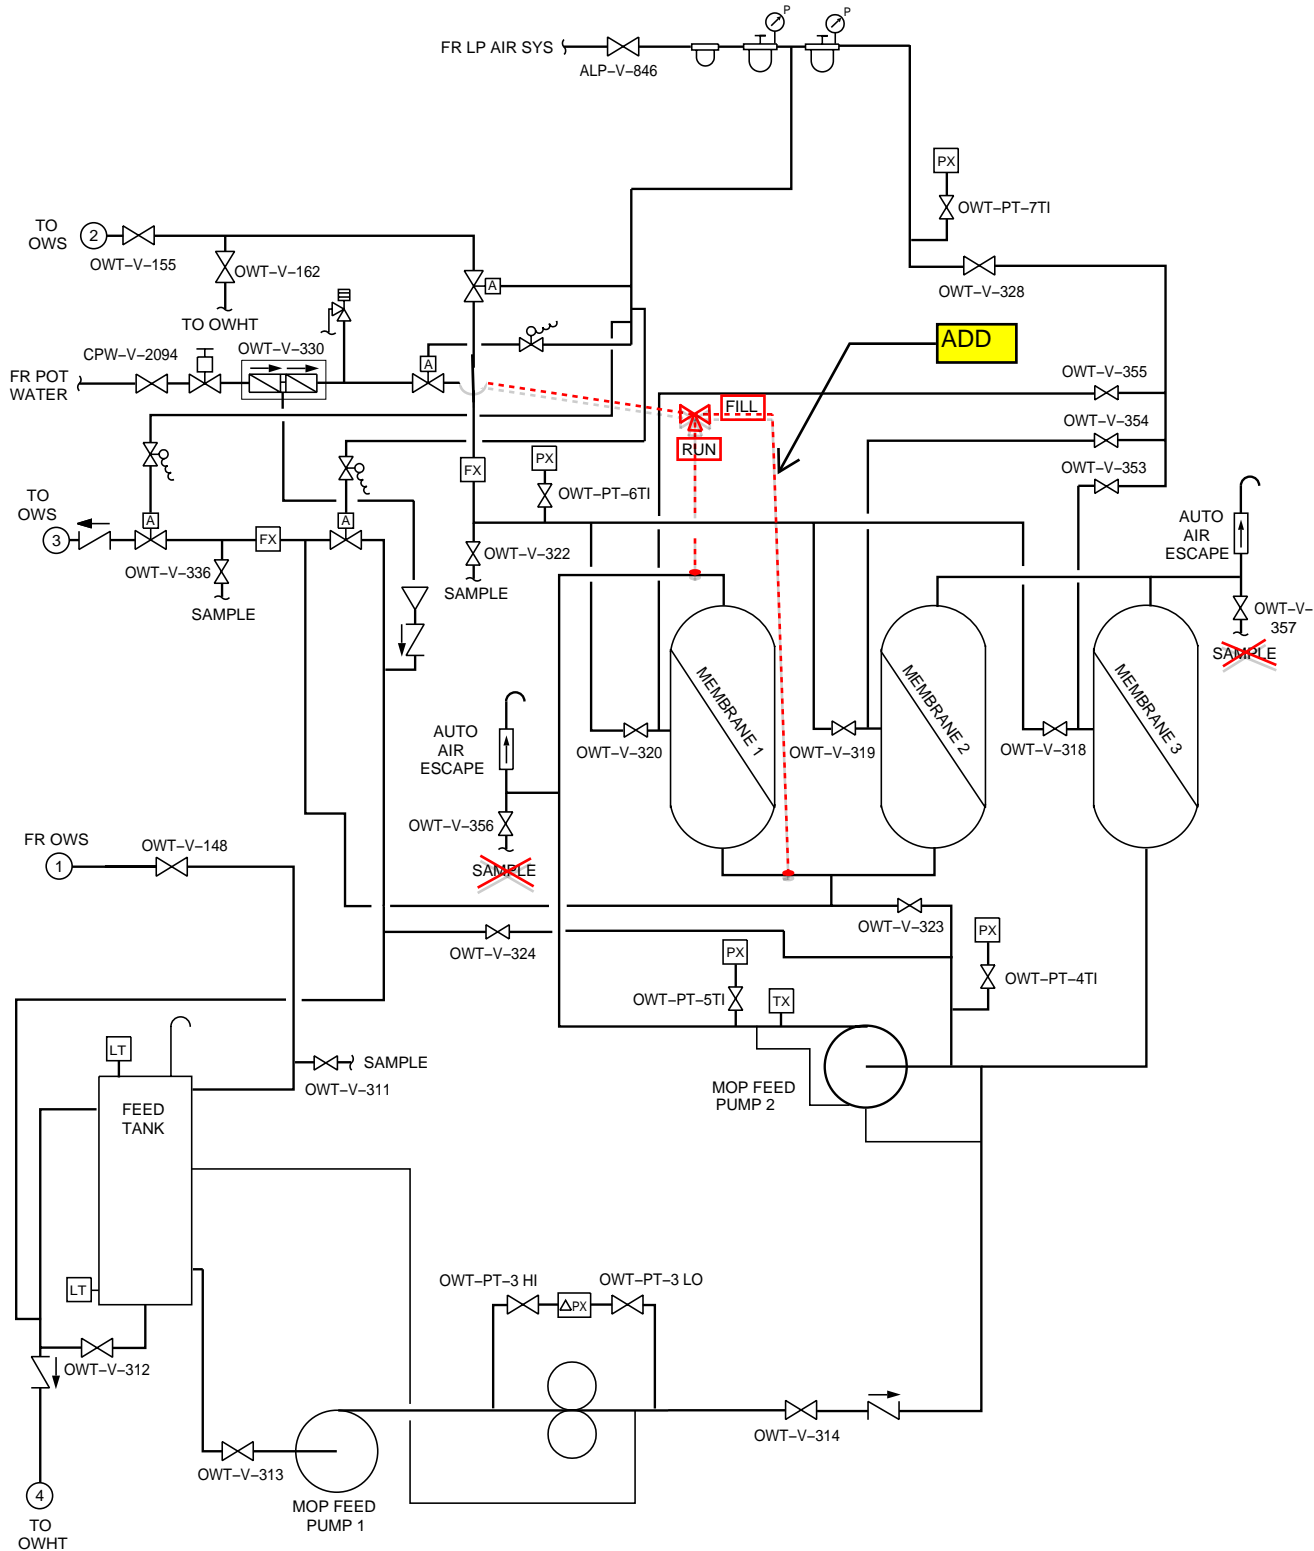 P
P
FR LP AIR SYS
ALP-V-846
PX
OWT-PT-7TI
TO
OWS
2
OWT-V-155
OWT-V-162
A
OWT-V-328
TO OWHT
ADD
CPW-V-2094
OWT-V-330
A
FR POT
WATER
OWT-V-355
FILL
OWT-V-354
RUN
PX
FX
OWT-V-353
OWT-PT-6TI
TO
OWS
3
A
FX
A
AUTO
AIR
ESCAPE
OWT-V-336
OWT-V-322
SAMPLE
SAMPLE
OWT-V-
357
SAMPLE
MEMBRANE 1
MEMBRANE 2
MEMBRANE 3
AUTO
AIR
ESCAPE
OWT-V-320
OWT-V-319
OWT-V-318
OWT-V-356
SAMPLE
FR OWS
1
OWT-V-148
OWT-V-323
OWT-V-324
PX
PX
OWT-PT-4TI
OWT-PT-5TI
TX
LT
SAMPLE
OWT-V-311
MOP FEED
PUMP 2
FEED
TANK
LT
OWT-PT-3 HI
OWT-PT-3 LO
△PX
OWT-V-312
OWT-V-314
OWT-V-313
MOP FEED
PUMP 1
4
TO
OWHT